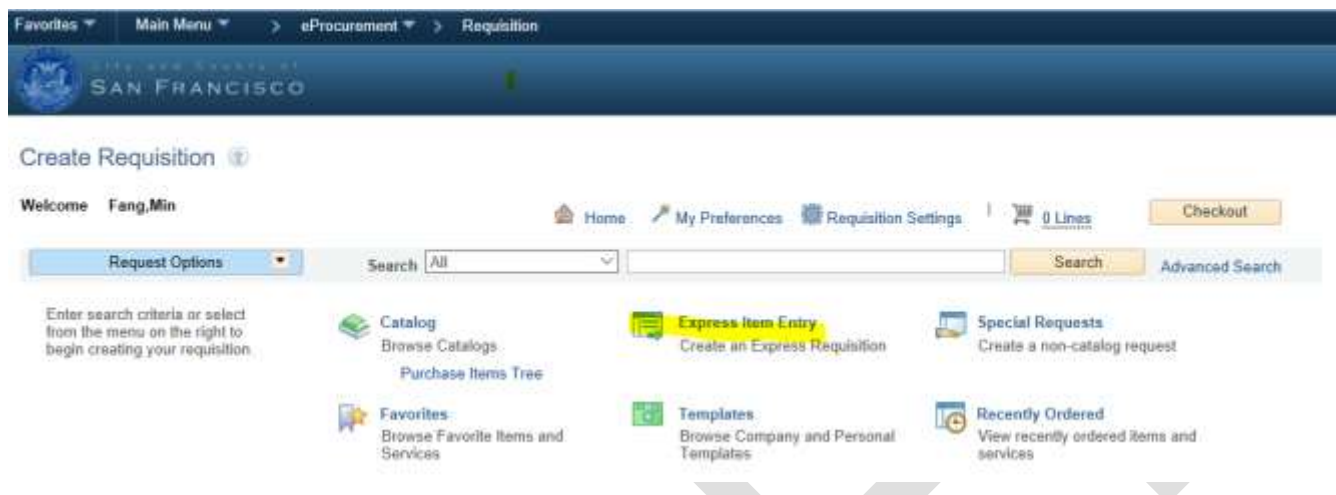 Favorites Main Menu > eProcurement > Requisition
City and County of
SAN FRANCISCO
Create Requisition
Welcome Fang,Min
Home My Preferences Requisition Settings 0 Lines Checkout
Request Options Search All Search Advanced Search
Enter search criteria or select
from the menu on the right to
begin creating your requisition.
Catalog
Browse Catalogs
Purchase Items Tree
Express Item Entry
Create an Express Requisition
Special Requests
Create a non-catalog request
Favorites
Browse Favorite Items and
Services
Templates
Browse Company and Personal
Templates
Recently Ordered
View recently ordered items and
services